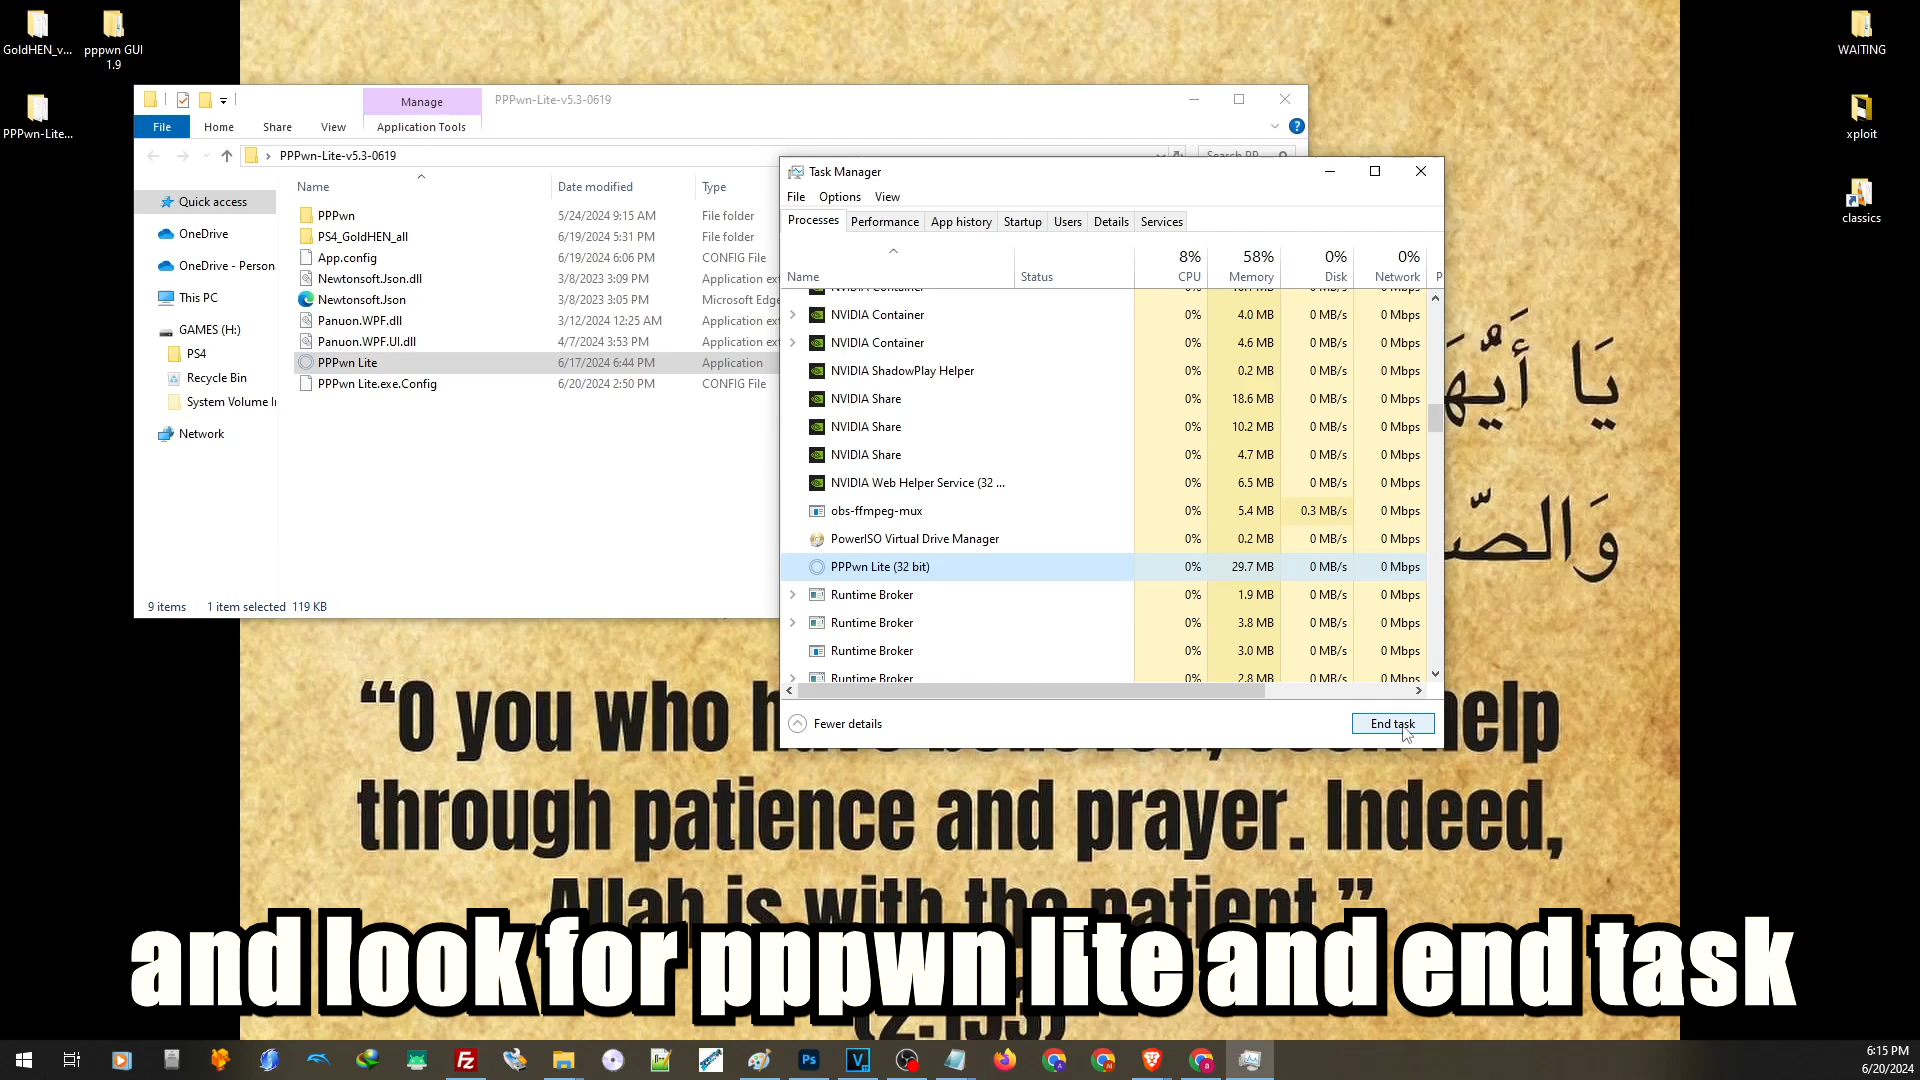 GoldHEN_v...
pppwn GUI
1.9
PPPwn-Lite...
WAITING
xploit
classics
Manage
PPPwn-Lite-v5.3-0619
File
Home
Share
View
Application Tools
PPPwn-Lite-v5.3-0619
Search PP
Name
Date modified
Type
Quick access
OneDrive
OneDrive - Person
This PC
GAMES (H:)
PS4
Recycle Bin
System Volume I
Network
PPPwn 5/24/2024 9:15 AM File folder
PS4_GoldHEN_all 6/19/2024 5:31 PM File folder
App.config 6/19/2024 6:06 PM CONFIG File
Newtonsoft.Json.dll 3/8/2023 3:09 PM Application ext
Newtonsoft.Json 3/8/2023 3:05 PM Microsoft Edge
Panuon.WPF.dll 3/12/2024 12:25 AM Application ext
Panuon.WPF.UI.dll 4/7/2024 3:53 PM Application ext
PPPwn Lite 6/17/2024 6:44 PM Application
PPPwn Lite.exe.Config 6/20/2024 2:50 PM CONFIG File
9 items 1 item selected 119 KB
Task Manager
File Options View
Processes Performance App history Startup Users Details Services
8% 58% 0% 0%
Name Status CPU Memory Disk Network P
NVIDIA Container 0% 10.1 MB 0 MB/s 0 Mbps
NVIDIA Container 0% 4.0 MB 0 MB/s 0 Mbps
NVIDIA Container 0% 4.6 MB 0 MB/s 0 Mbps
NVIDIA ShadowPlay Helper 0% 0.2 MB 0 MB/s 0 Mbps
NVIDIA Share 0% 18.6 MB 0 MB/s 0 Mbps
NVIDIA Share 0% 10.2 MB 0 MB/s 0 Mbps
NVIDIA Share 0% 4.7 MB 0 MB/s 0 Mbps
NVIDIA Web Helper Service (32 ... 0% 6.5 MB 0 MB/s 0 Mbps
obs-ffmpeg-mux 0% 5.4 MB 0.3 MB/s 0 Mbps
PowerISO Virtual Drive Manager 0% 0.2 MB 0 MB/s 0 Mbps
PPPwn Lite (32 bit) 0% 29.7 MB 0 MB/s 0 Mbps
Runtime Broker 0% 1.9 MB 0 MB/s 0 Mbps
Runtime Broker 0% 3.8 MB 0 MB/s 0 Mbps
Runtime Broker 0% 3.0 MB 0 MB/s 0 Mbps
Runtime Broker 0% 2.8 MB 0 MB/s 0 Mbps
Fewer details
End task
يَا أَيُّهَ
وَالصَّ
“O you who h help
through patience and prayer. Indeed,
Allah is with the patient.”
(2:153)
and look for pppwn lite and end task
6:15 PM
6/20/2024